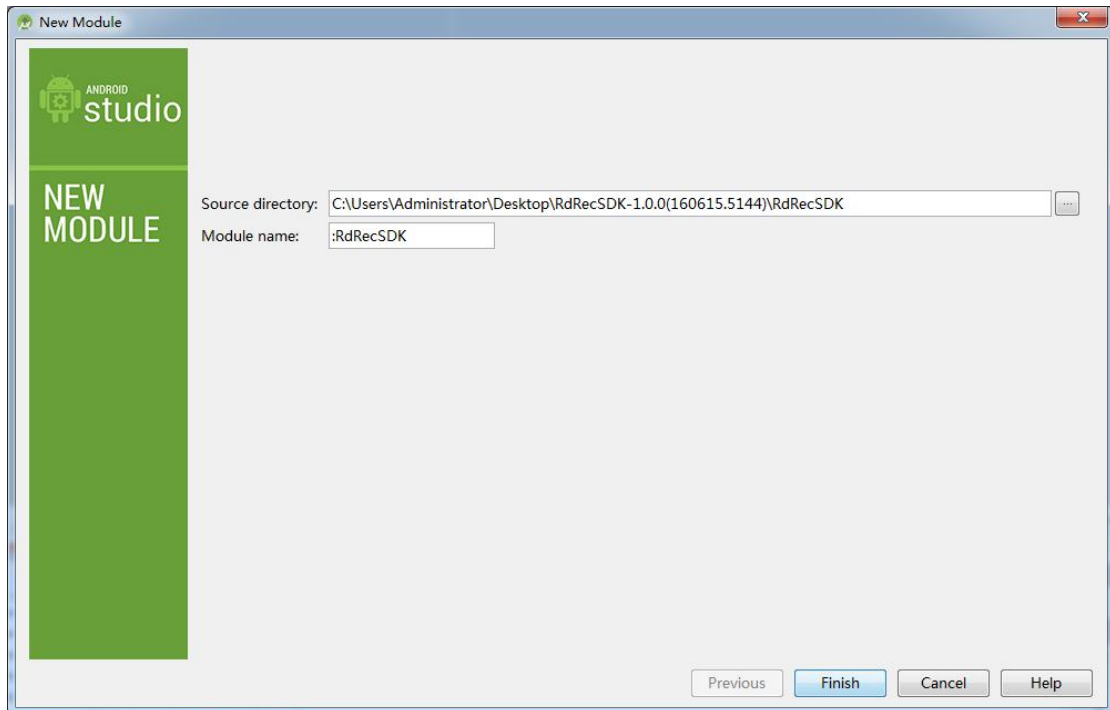 New Module
ANDROID
studio
NEW
MODULE
Source directory: C:\Users\Administrator\Desktop\RdRecSDK-1.0.0(160615.5144)\RdRecSDK ...
Module name: :RdRecSDK
Previous Finish Cancel Help